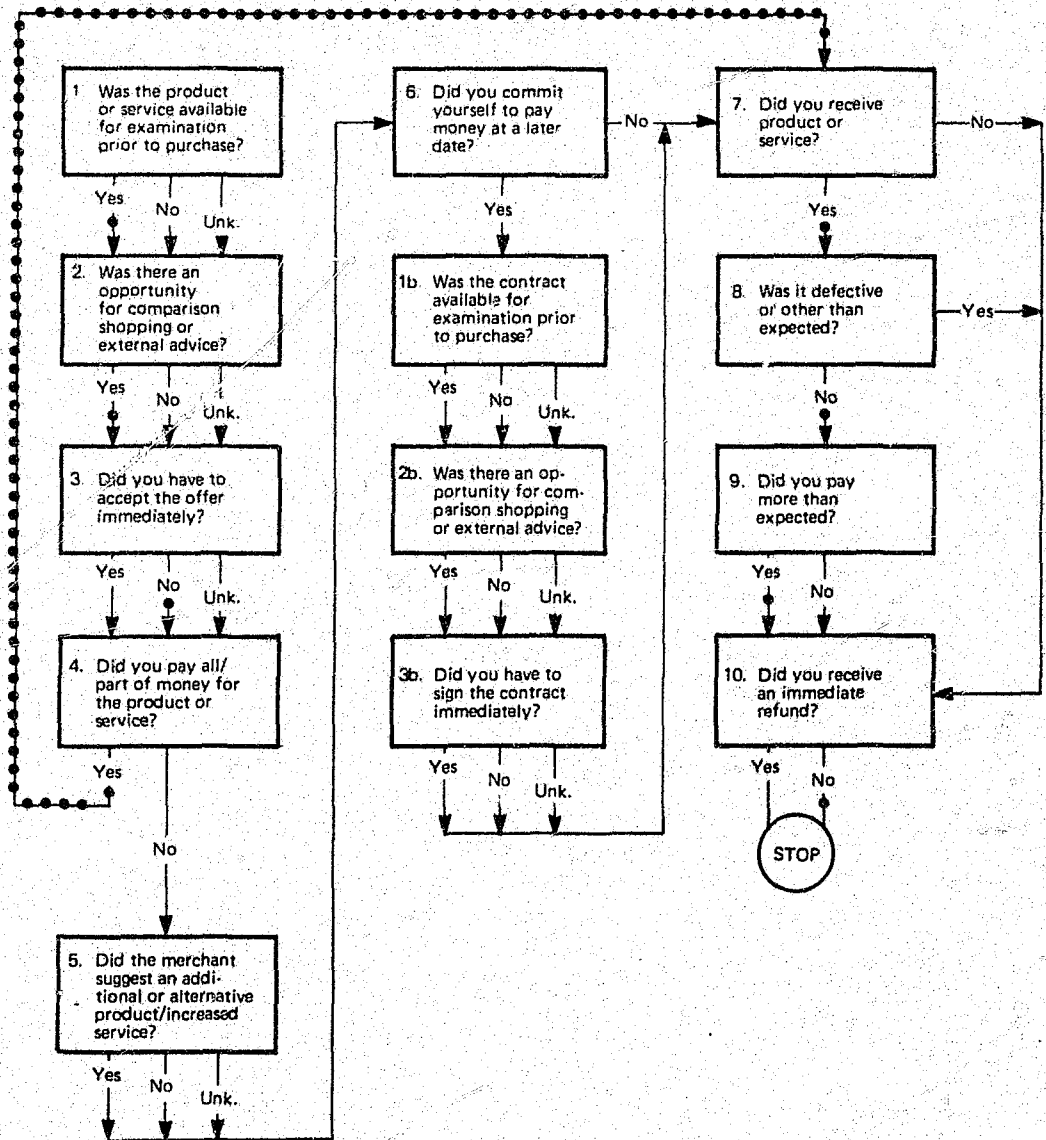 1 Was the product
or service available
for examination
prior to purchase?
Yes
No
Unk.
2. Was there an
opportunity
for comparison
shopping or
external advice?
Yes
No
Unk.
3. Did you have to
accept the offer
immediately?
Yes
No
Unk.
4. Did you pay all/
part of money for
the product or
service?
Yes
No
5. Did the merchant
suggest an addi-
tional or alternative
product/increased
service?
Yes
No
Unk.
6. Did you commit
yourself to pay
money at a later
date?
No
Yes
1b. Was the contract
available for
examination prior
to purchase?
Yes
No
Unk.
2b. Was there an op-
portunity for com-
parison shopping
or external advice?
Yes
No
Unk.
3b. Did you have to
sign the contract
immediately?
Yes
No
Unk.
7. Did you receive
product or
service?
No
Yes
8. Was it defective
or other than
expected?
Yes
No
9. Did you pay
more than
expected?
Yes
No
10. Did you receive
an immediate
refund?
Yes
No
STOP